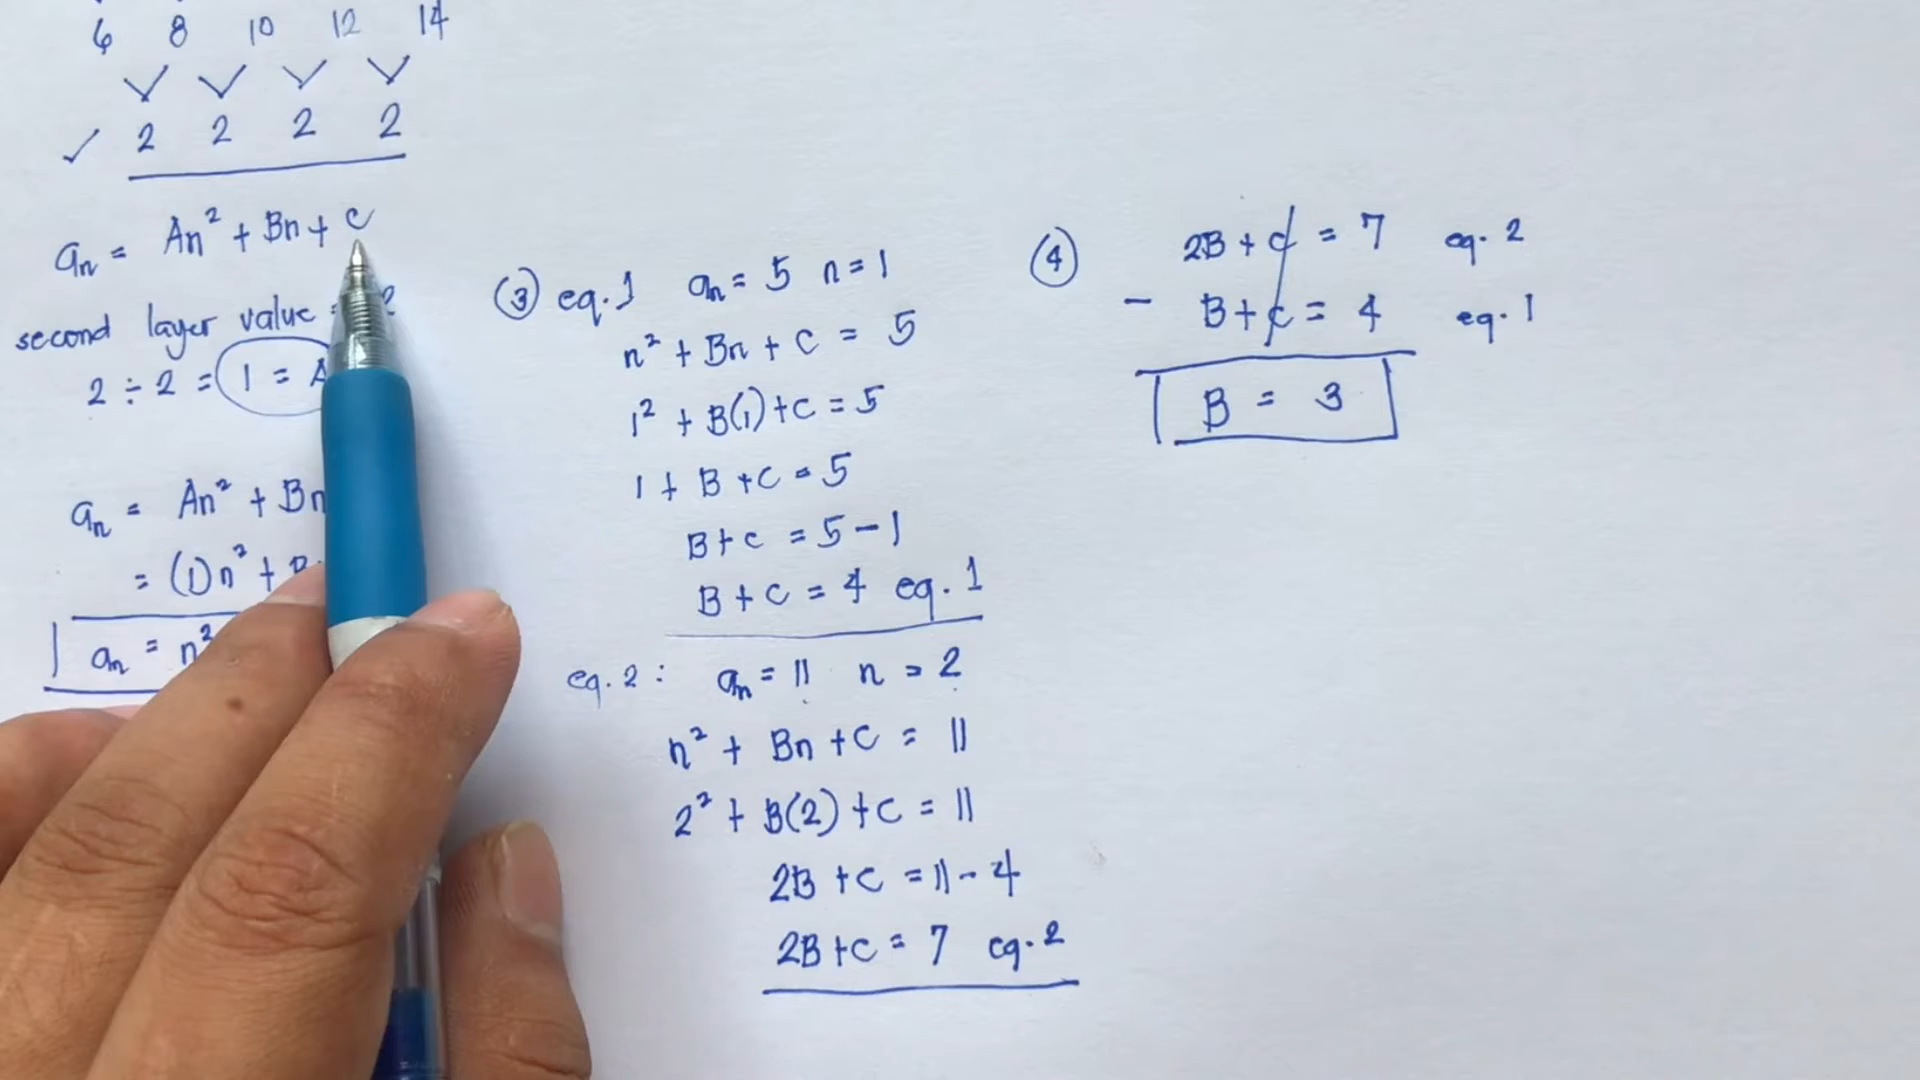 6 8 10 12 14
✓ 2 2 2 2
aₙ = An² + Bn + C
second layer value = 2
2 ÷ 2 = 1 = A
aₙ = An² + Bn
= (1)n² + B
aₙ = n²
③ eq. 1 aₙ = 5 n = 1
n² + Bn + C = 5
1² + B(1) + C = 5
1 + B + C = 5
B + C = 5 - 1
B + C = 4 eq. 1
eq. 2 : aₙ = 11 n = 2
n² + Bn + C = 11
2² + B(2) + C = 11
2B + C = 11 - 4
2B + C = 7 eq. 2
④ 2B + C = 7 eq. 2
- B + C = 4 eq. 1
B = 3